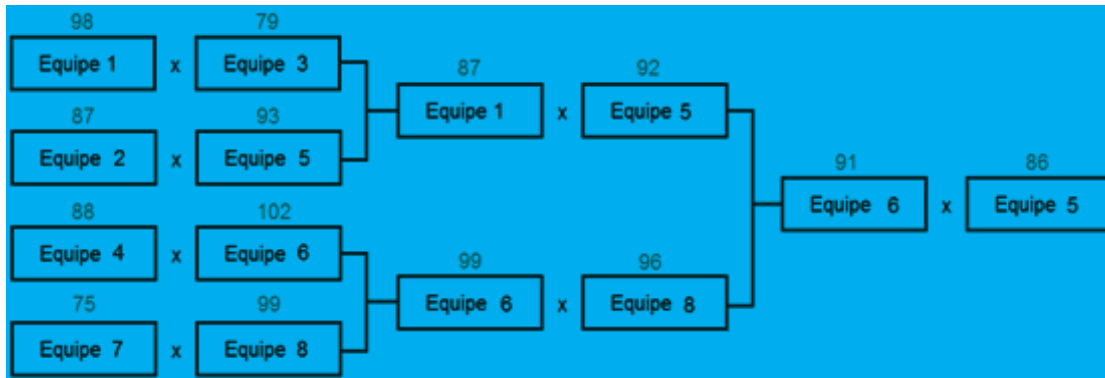 98 79
Equipe 1 x Equipe 3
87 92
Equipe 1 x Equipe 5
87 93
Equipe 2 x Equipe 5
91 86
Equipe 6 x Equipe 5
88 102
Equipe 4 x Equipe 6
99 96
Equipe 6 x Equipe 8
75 99
Equipe 7 x Equipe 8